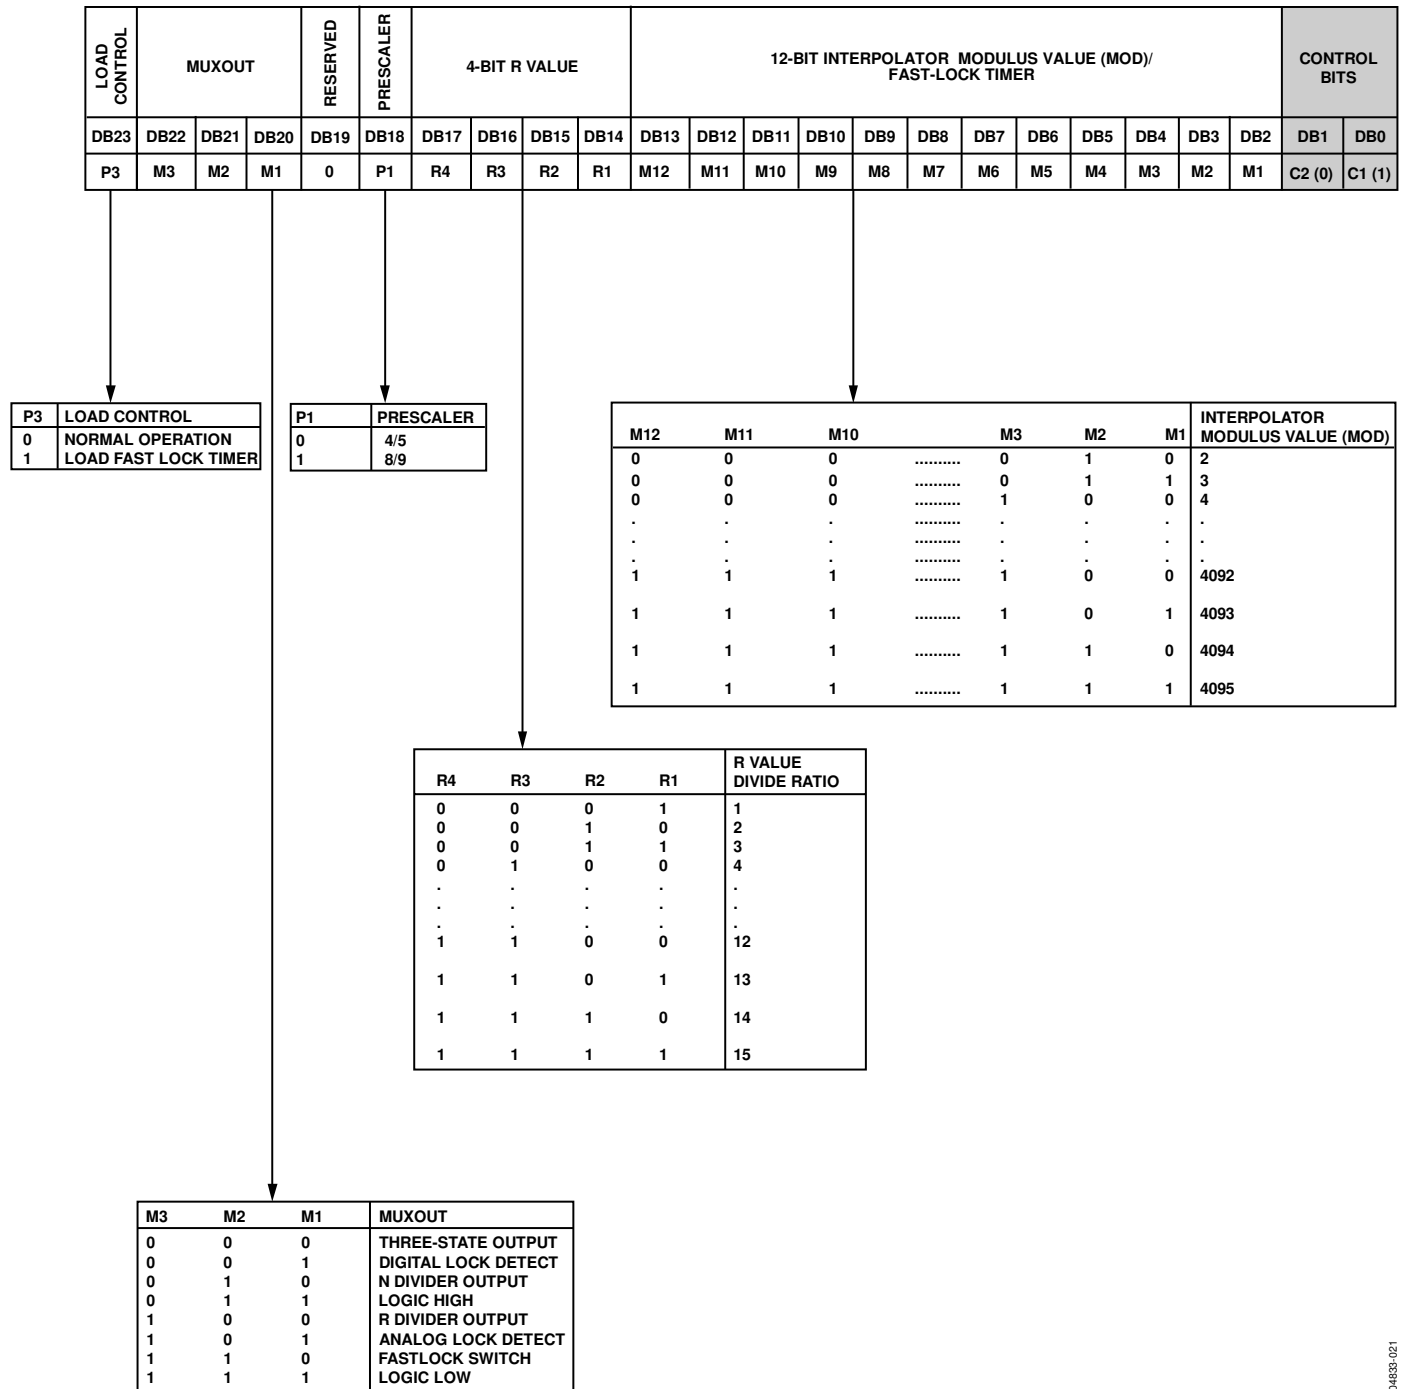 LOAD CONTROL
MUXOUT
RESERVED
PRESCALER
4-BIT R VALUE
12-BIT INTERPOLATOR MODULUS VALUE (MOD)/
FAST-LOCK TIMER
CONTROL
BITS
DB23 DB22 DB21 DB20 DB19 DB18 DB17 DB16 DB15 DB14 DB13 DB12 DB11 DB10 DB9 DB8 DB7 DB6 DB5 DB4 DB3 DB2 DB1 DB0
P3 M3 M2 M1 0 P1 R4 R3 R2 R1 M12 M11 M10 M9 M8 M7 M6 M5 M4 M3 M2 M1 C2 (0) C1 (1)
P3 LOAD CONTROL
0 NORMAL OPERATION
1 LOAD FAST LOCK TIMER
P1 PRESCALER
0 4/5
1 8/9
M12 M11 M10 M3 M2 M1 INTERPOLATOR MODULUS VALUE (MOD)
0 0 0 .......... 0 1 0 2
0 0 0 .......... 0 1 1 3
0 0 0 .......... 1 0 0 4
. . . .......... . . . .
. . . .......... . . . .
. . . .......... . . . .
1 1 1 .......... 1 0 0 4092
1 1 1 .......... 1 0 1 4093
1 1 1 .......... 1 1 0 4094
1 1 1 .......... 1 1 1 4095
R4 R3 R2 R1 R VALUE DIVIDE RATIO
0 0 0 1 1
0 0 1 0 2
0 0 1 1 3
0 1 0 0 4
. . . . .
. . . . .
. . . . .
1 1 0 0 12
1 1 0 1 13
1 1 1 0 14
1 1 1 1 15
M3 M2 M1 MUXOUT
0 0 0 THREE-STATE OUTPUT
0 0 1 DIGITAL LOCK DETECT
0 1 0 N DIVIDER OUTPUT
0 1 1 LOGIC HIGH
1 0 0 R DIVIDER OUTPUT
1 0 1 ANALOG LOCK DETECT
1 1 0 FASTLOCK SWITCH
1 1 1 LOGIC LOW
04833-021